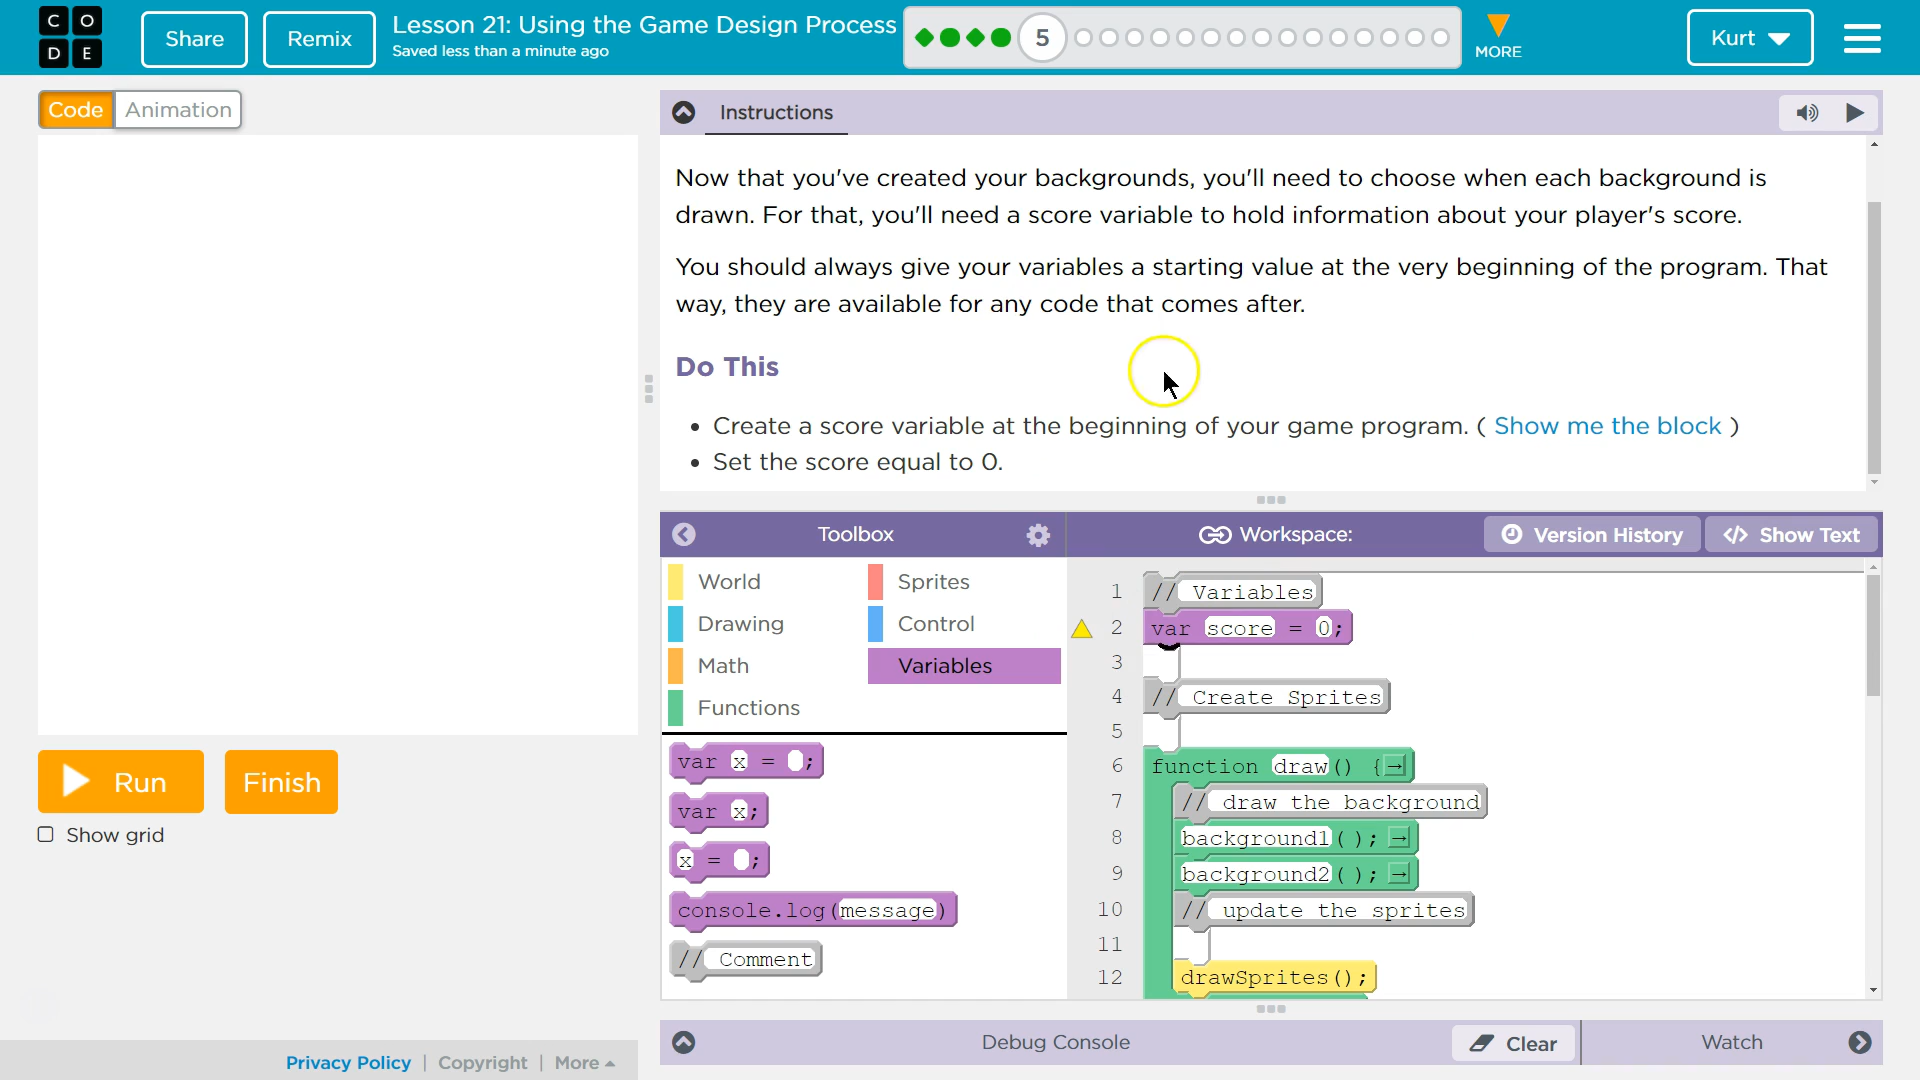 CODE
Share
Remix
Lesson 21: Using the Game Design Process
Saved less than a minute ago
5
MORE
Kurt
Code
Animation
Instructions
Now that you've created your backgrounds, you'll need to choose when each background is
drawn. For that, you'll need a score variable to hold information about your player's score.
You should always give your variables a starting value at the very beginning of the program. That
way, they are available for any code that comes after.
Do This
• Create a score variable at the beginning of your game program. ( Show me the block )
• Set the score equal to 0.
Toolbox
Workspace:
Version History
</> Show Text
World
Sprites
Drawing
Control
Math
Variables
Functions
var x = ;
var x;
x = ;
console.log(message)
// Comment
1 // Variables
2 var score = 0;
3
4 // Create Sprites
5
6 function draw() {→
7 // draw the background
8 background1( ); →
9 background2( ); →
10 // update the sprites
11
12 drawSprites();
Run
Finish
Show grid
Debug Console
Clear
Watch
Privacy Policy | Copyright | More